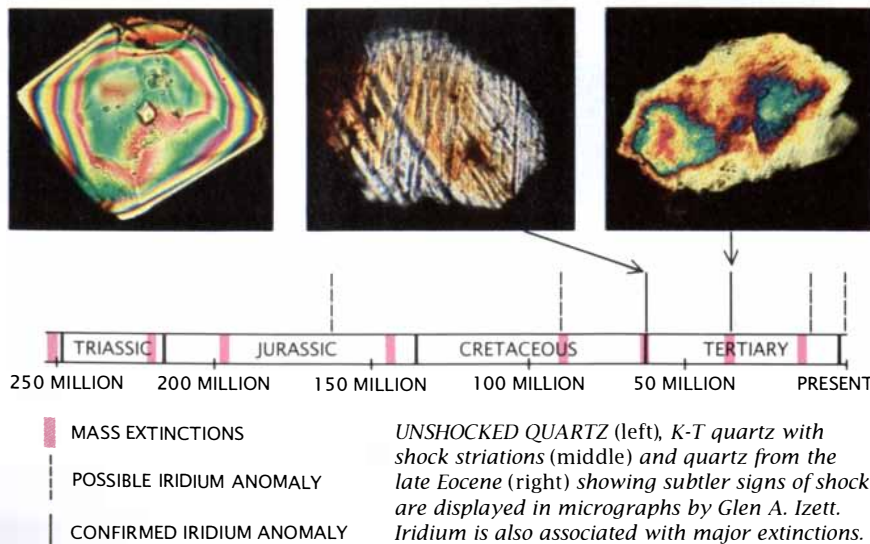 TRIASSIC JURASSIC CRETACEOUS TERTIARY
250 MILLION 200 MILLION 150 MILLION 100 MILLION 50 MILLION PRESENT
MASS EXTINCTIONS
POSSIBLE IRIDIUM ANOMALY
CONFIRMED IRIDIUM ANOMALY
UNSHOCKED QUARTZ (left), K-T quartz with
shock striations (middle) and quartz from the
late Eocene (right) showing subtler signs of shock
are displayed in micrographs by Glen A. Izett.
Iridium is also associated with major extinctions.